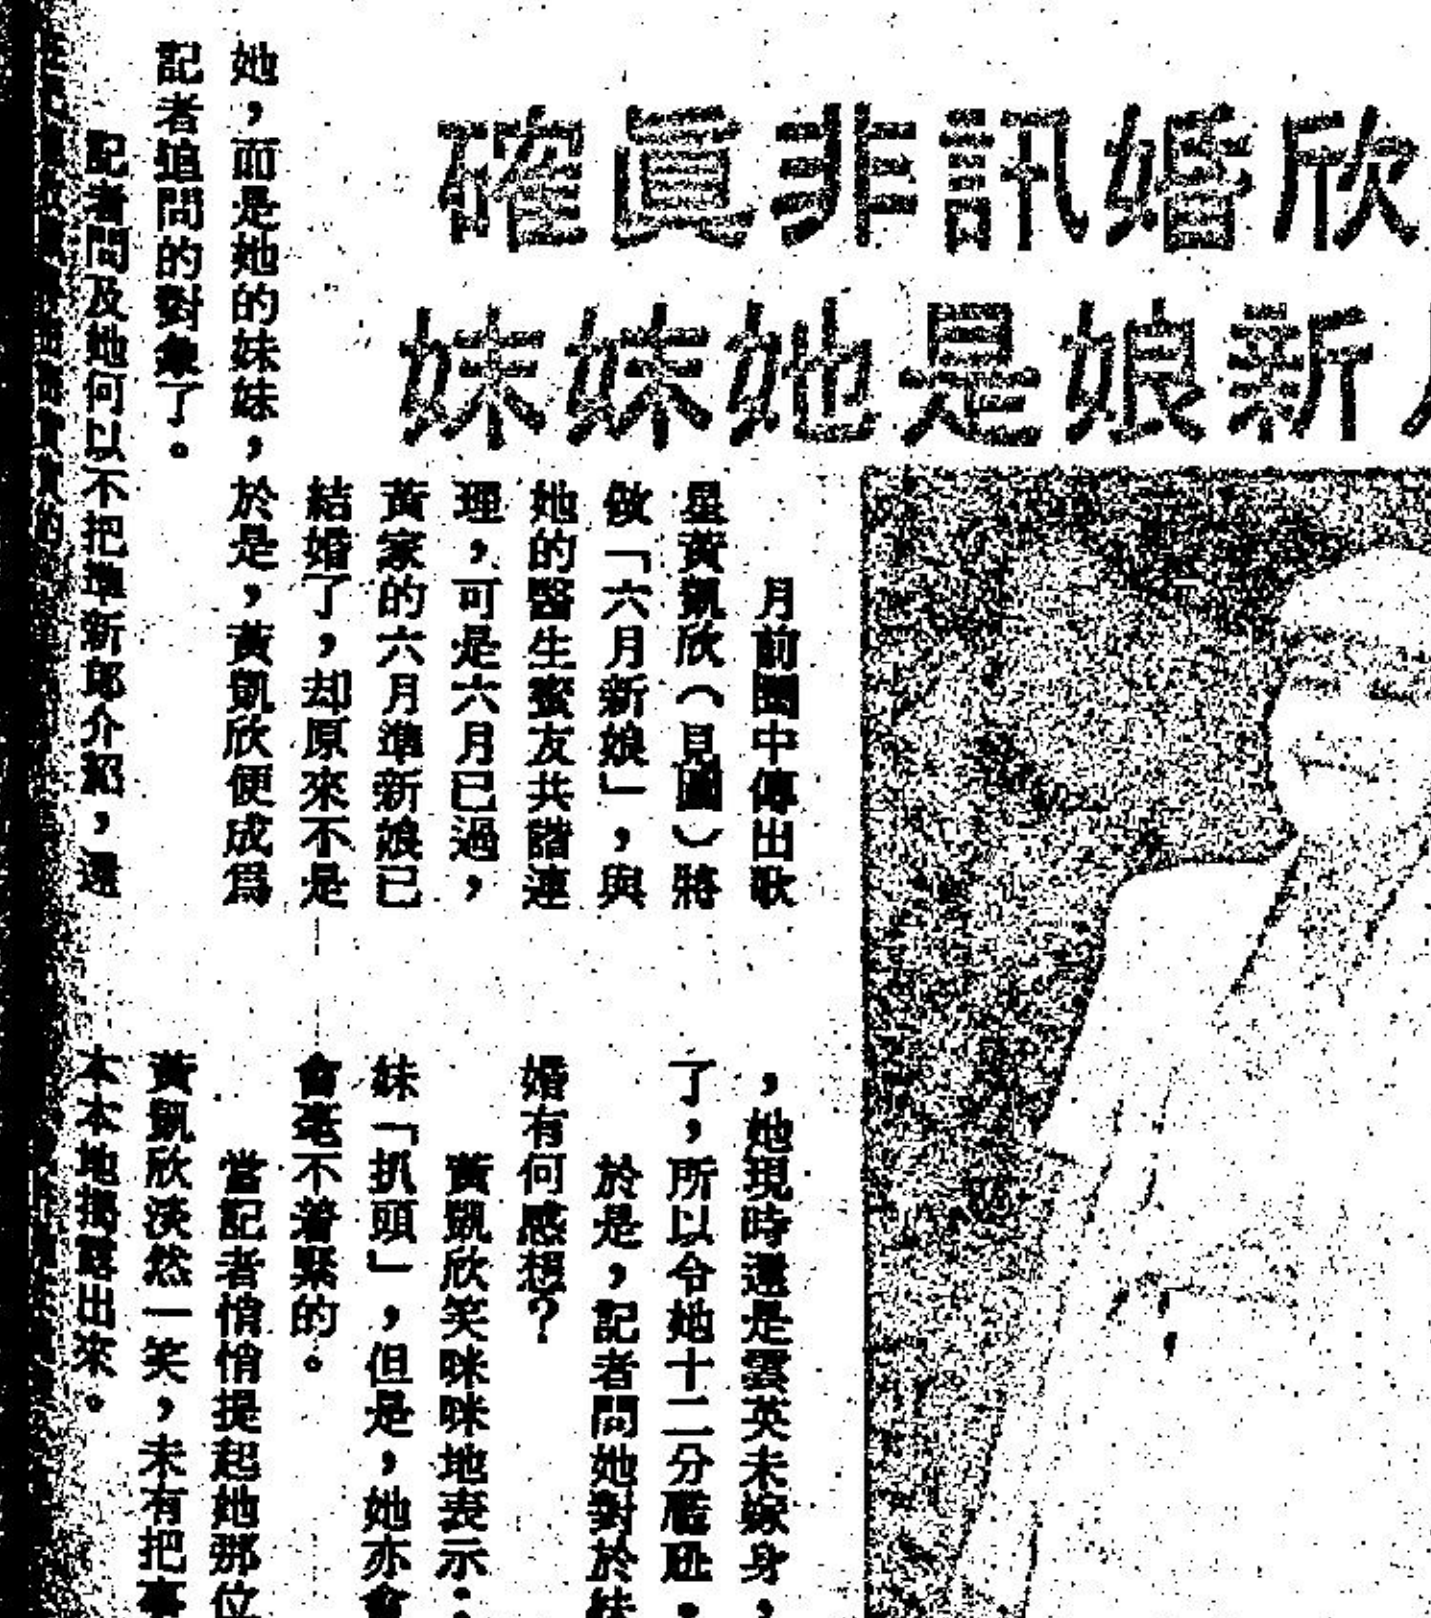 欣婚訊非眞確
新娘是她妹妹
月前圈中傳出歌
星黃凱欣（見圖）將
做「六月新娘」，與
她的醫生蜜友共諧連
理，可是六月已過，
黃家的六月準新娘已
結婚了，却原來不是
她，而是她的妹妹，於是，黃凱欣便成爲
記者追問的對象了。
記者問及她何以不把準新郎介紹，還
，她現時還是雲英未嫁身，
了，所以令她十二分尷尬．
於是，記者問她對於妹
婚有何感想？
黃凱欣笑咪咪地表示：
妹「扒頭」，但是，她亦會
會毫不着緊的。
當記者悄悄提起她那位
黃凱欣淡然一笑，未有把事
本本地揭露出來。